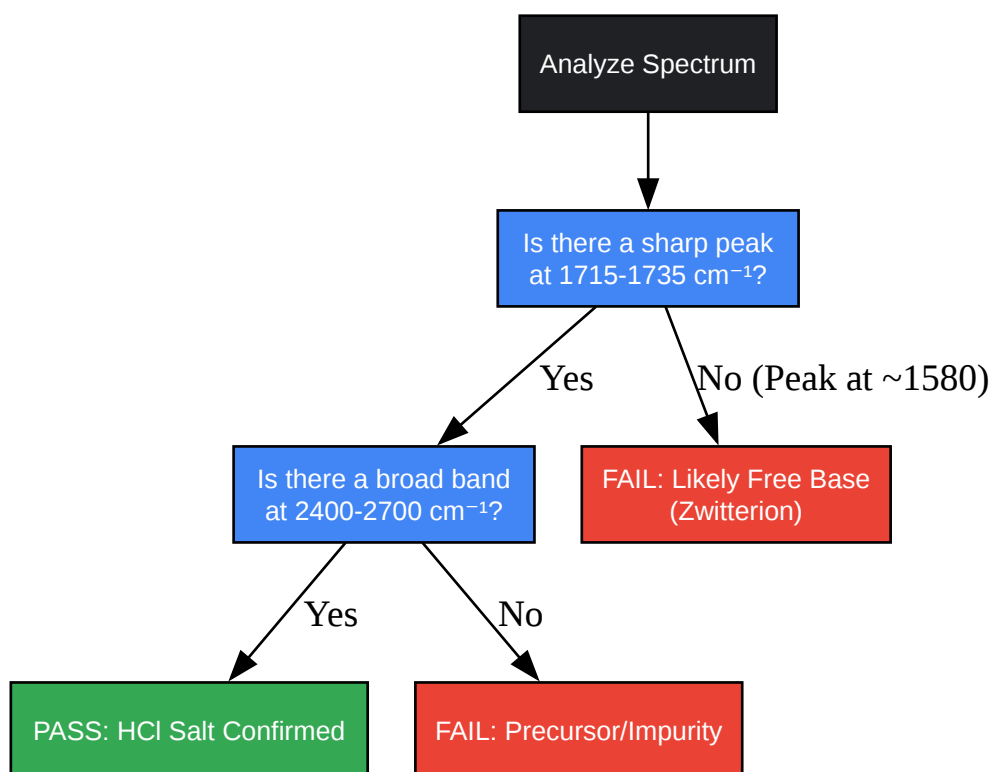 Analyze Spectrum
Is there a sharp peak
at 1715-1735 cm⁻¹?
Yes
No (Peak at ~1580)
Is there a broad band
at 2400-2700 cm⁻¹?
FAIL: Likely Free Base
(Zwitterion)
Yes
No
PASS: HCl Salt Confirmed
FAIL: Precursor/Impurity